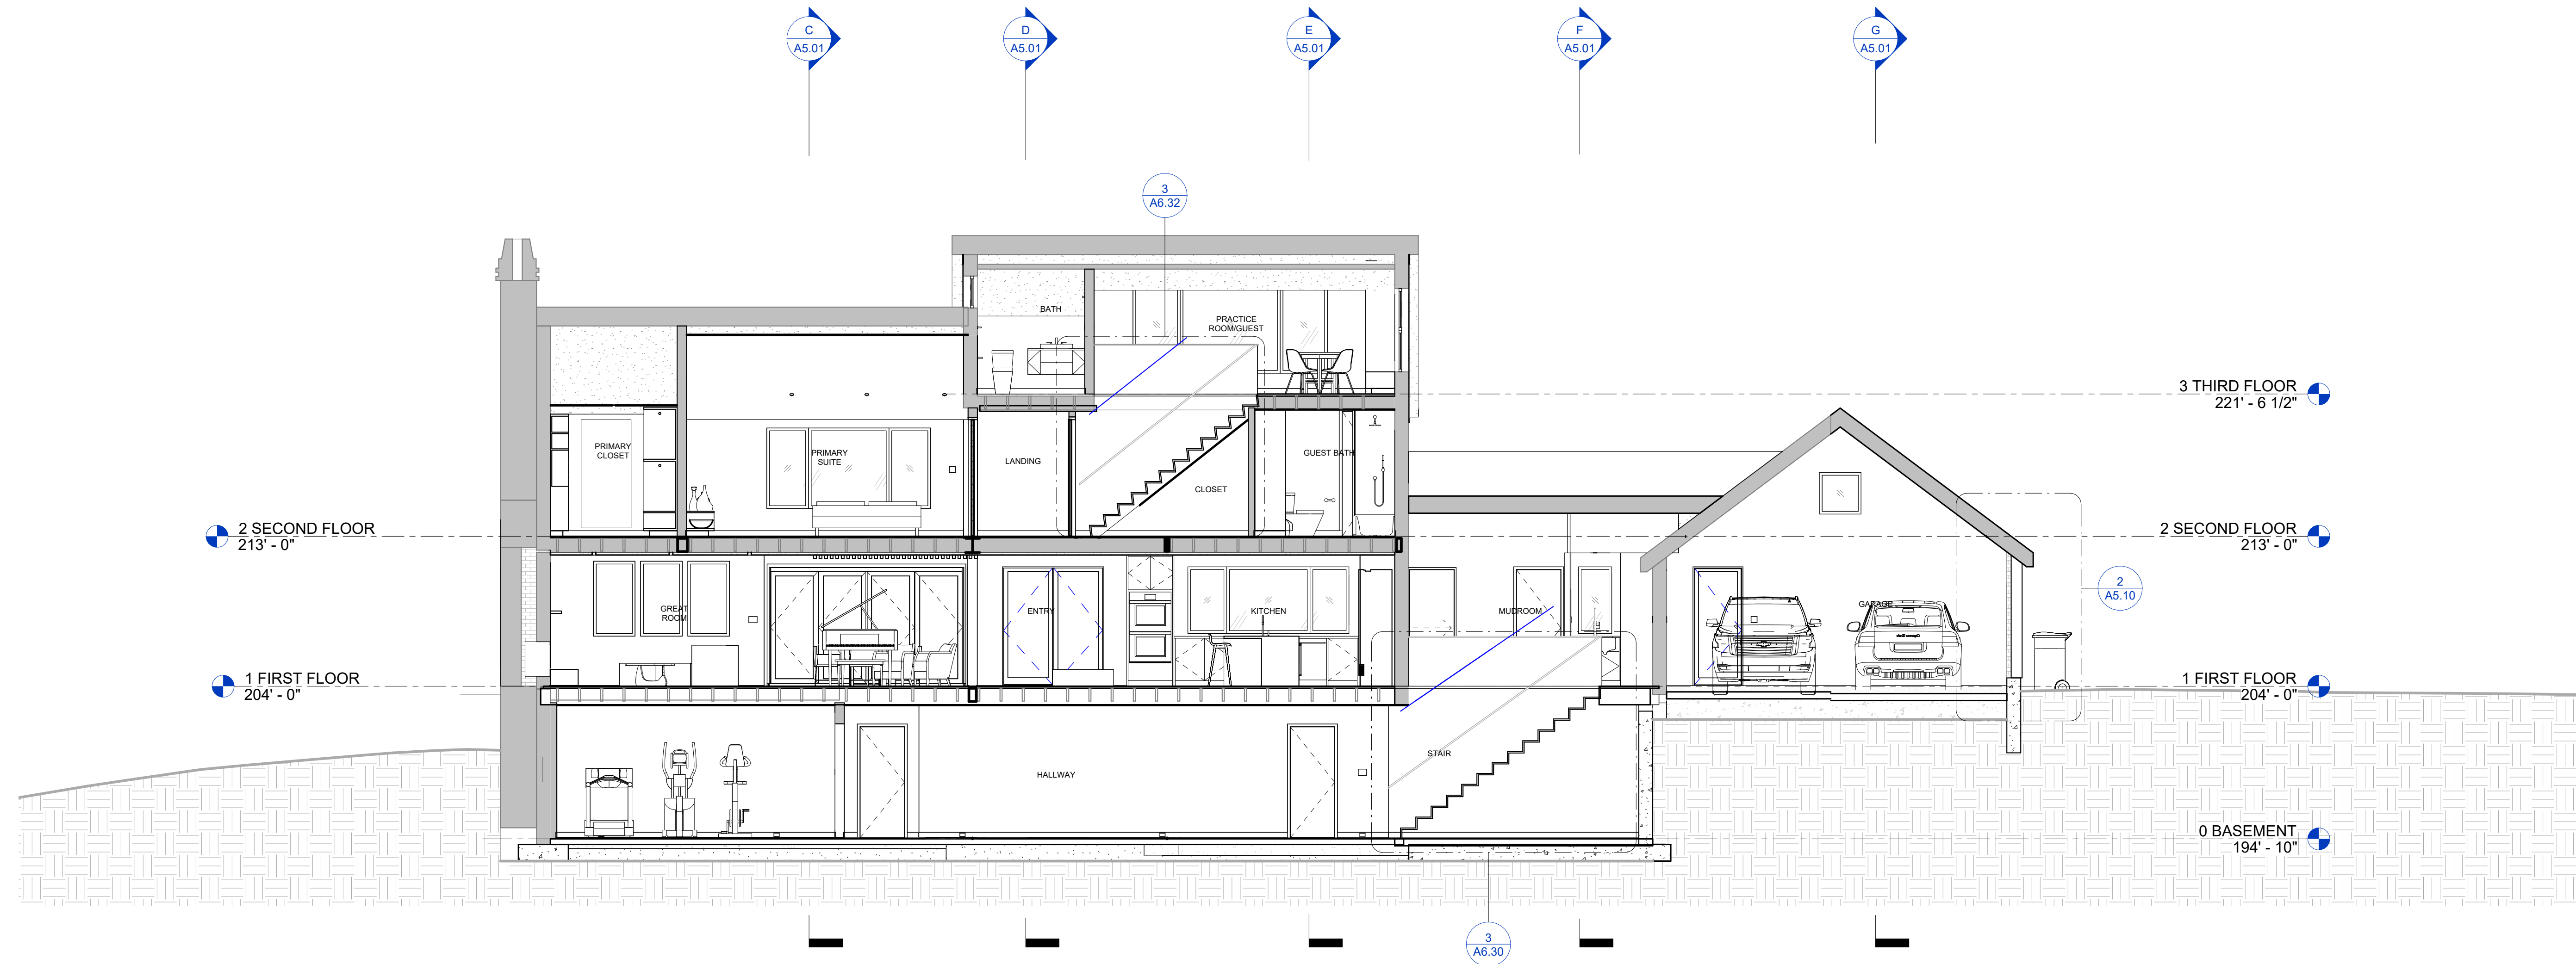 C
A5.01
D
A5.01
E
A5.01
F
A5.01
G
A5.01
3
A6.32
BATH
PRACTICE
ROOM/GUEST
3 THIRD FLOOR
221' - 6 1/2"
PRIMARY
CLOSET
PRIMARY
SUITE
LANDING
GUEST BATH
CLOSET
2 SECOND FLOOR
213' - 0"
2 SECOND FLOOR
213' - 0"
2
A5.10
GREAT
ROOM
ENTRY
KITCHEN
MUDROOM
GARAGE
1 FIRST FLOOR
204' - 0"
1 FIRST FLOOR
204' - 0"
STAIR
HALLWAY
0 BASEMENT
194' - 10"
3
A6.30